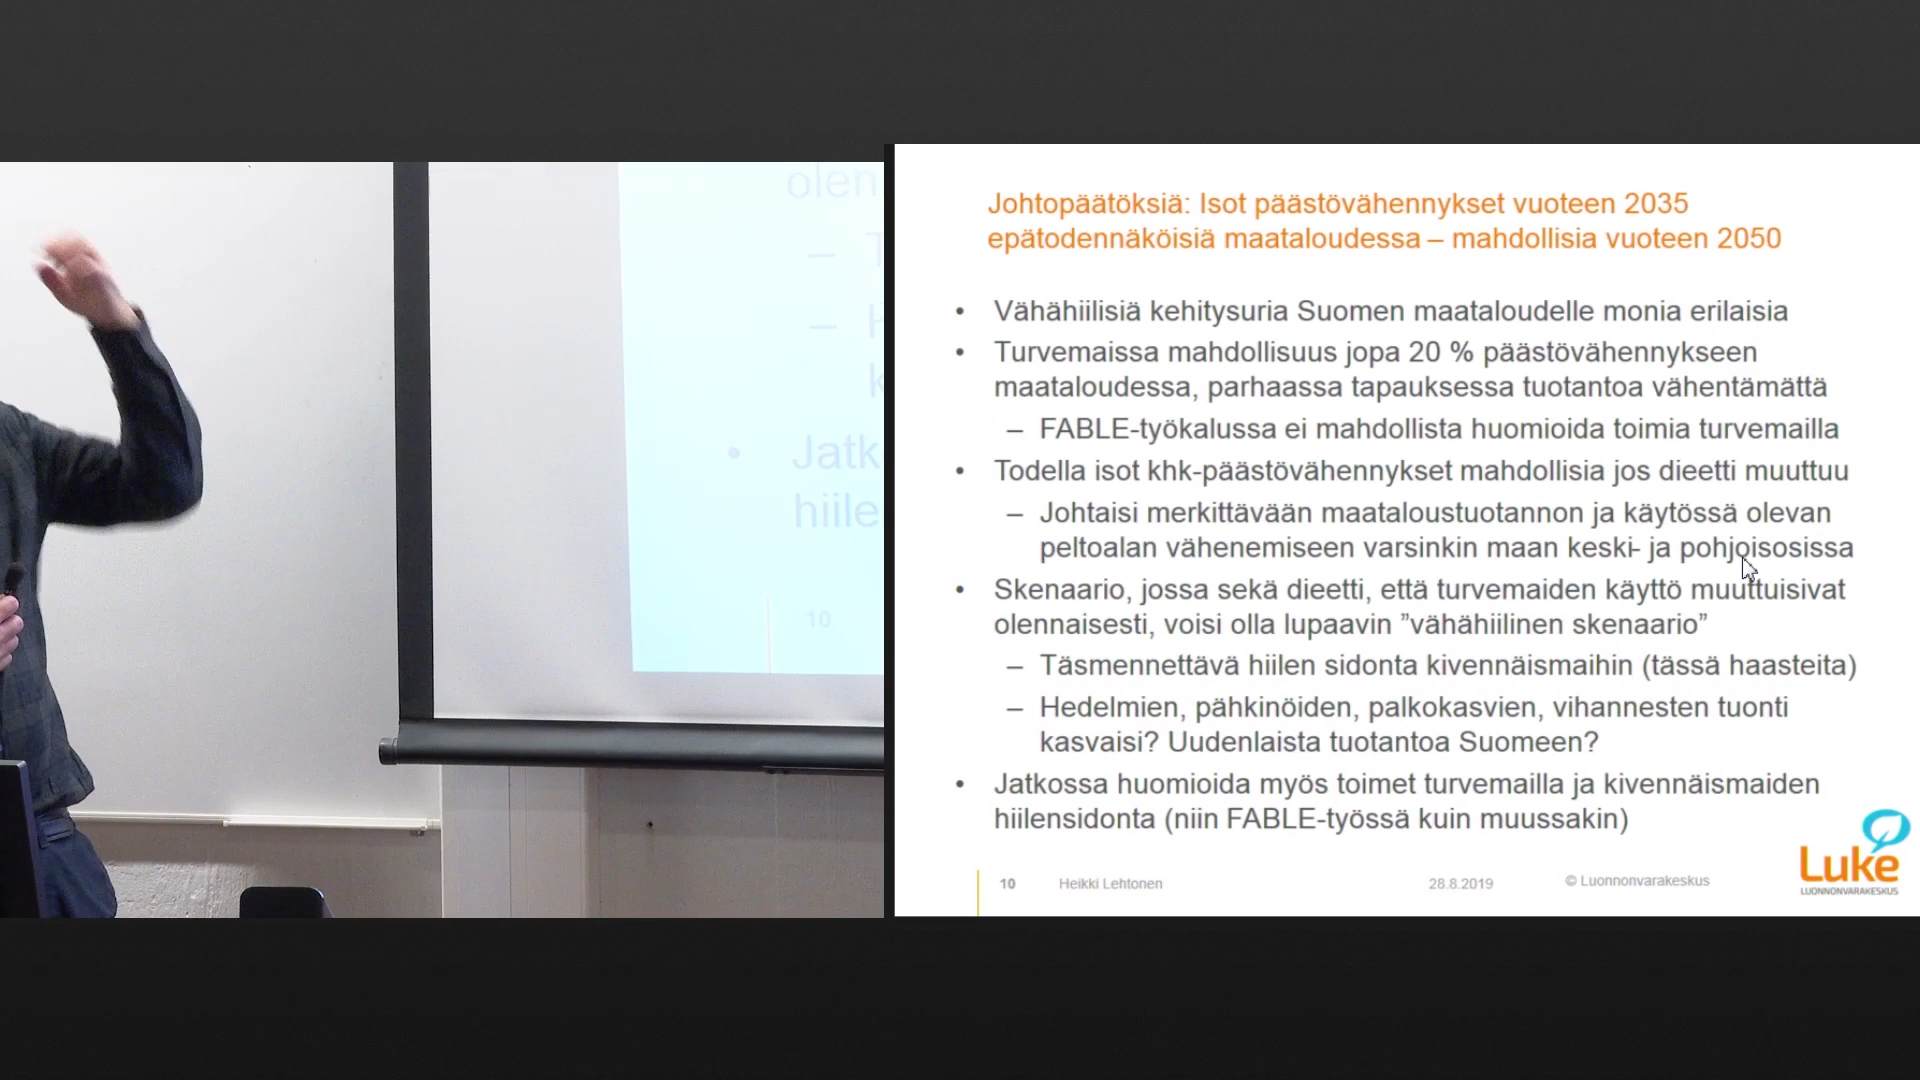 olen
Jatk
hiile
10
Johtopäätöksiä: Isot päästövähennykset vuoteen 2035
epätodennäköisiä maataloudessa – mahdollisia vuoteen 2050
• Vähähiilisiä kehitysuria Suomen maataloudelle monia erilaisia
• Turvemaissa mahdollisuus jopa 20 % päästövähennykseen
maataloudessa, parhaassa tapauksessa tuotantoa vähentämättä
– FABLE-työkalussa ei mahdollista huomioida toimia turvemailla
• Todella isot khk-päästövähennykset mahdollisia jos dieetti muuttuu
– Johtaisi merkittävään maataloustuotannon ja käytössä olevan
peltoalan vähenemiseen varsinkin maan keski- ja pohjoisosissa
• Skenaario, jossa sekä dieetti, että turvemaiden käyttö muuttuisivat
olennaisesti, voisi olla lupaavin ”vähähiilinen skenaario”
– Täsmennettävä hiilen sidonta kivennäismaihin (tässä haasteita)
– Hedelmien, pähkinöiden, palkokasvien, vihannesten tuonti
kasvaisi? Uudenlaista tuotantoa Suomeen?
• Jatkossa huomioida myös toimet turvemailla ja kivennäismaiden
hiilensidonta (niin FABLE-työssä kuin muussakin)
10 Heikki Lehtonen 28.8.2019 © Luonnonvarakeskus
Luke
LUONNONVARAKESKUS